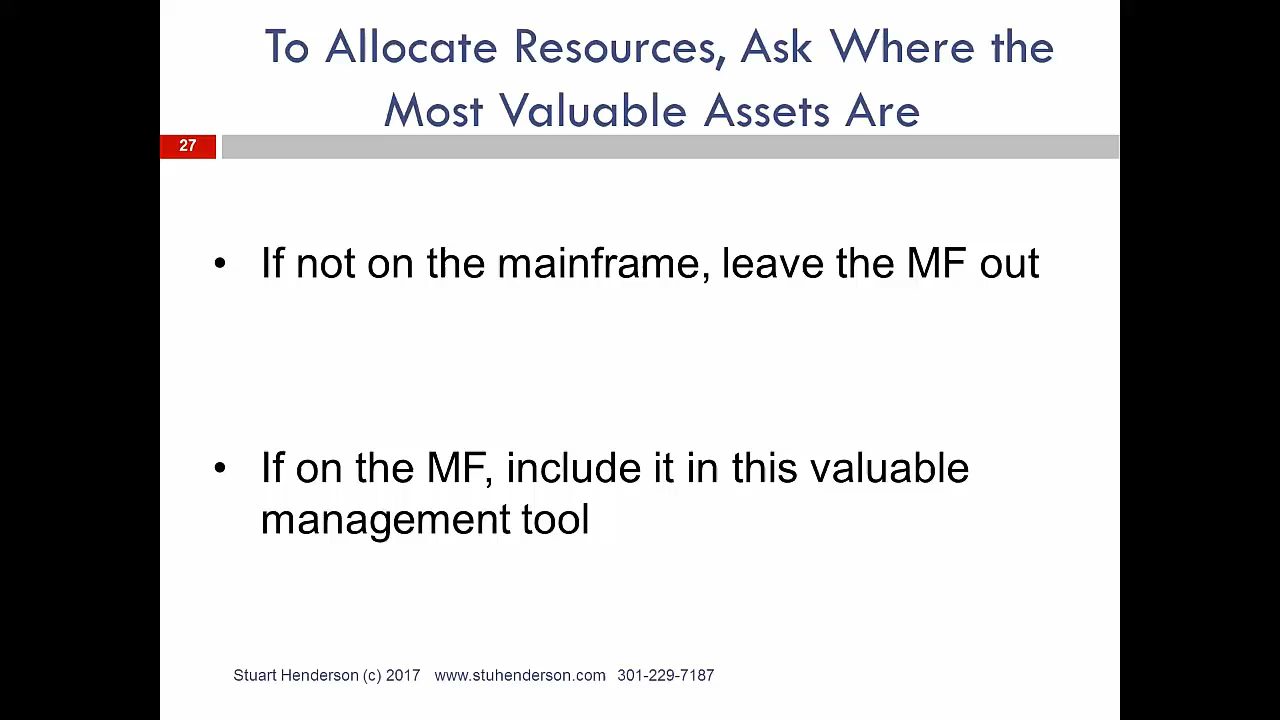 To Allocate Resources, Ask Where the
Most Valuable Assets Are
27
• If not on the mainframe, leave the MF out
• If on the MF, include it in this valuable
management tool
Stuart Henderson (c) 2017 www.stuhenderson.com 301-229-7187